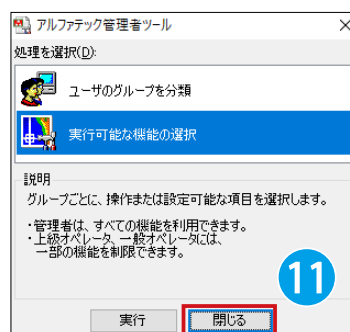 アルファテック管理者ツール
処理を選択(D):
ユーザのグループを分類
実行可能な機能の選択
説明
グループごとに、操作または設定可能な項目を選択します。
・管理者は、すべての機能を利用できます。
・上級オペレータ、一般オペレータには、
一部の機能を制限できます。
11
実行
閉じる